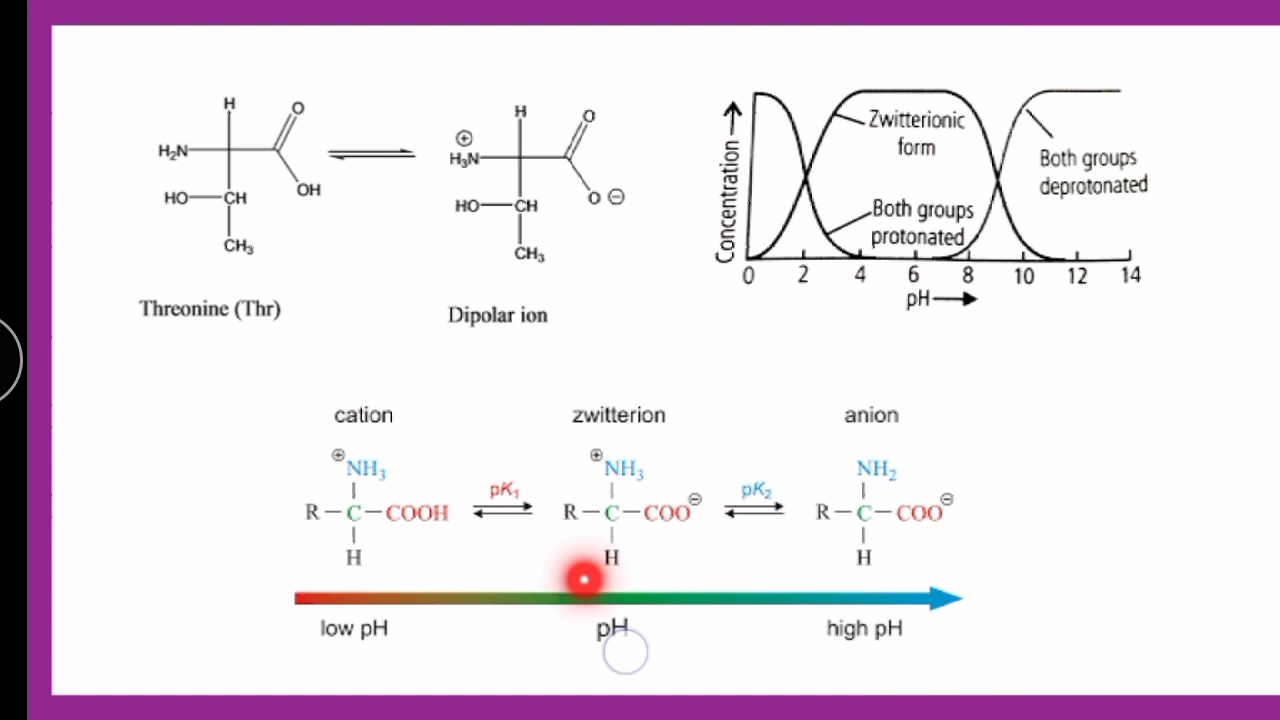 H
O
H₂N
OH
HO
CH
CH₃
Threonine (Thr)
H
O
⊕
H₃N
O ⊖
HO
CH
CH₃
Dipolar ion
Concentration
Zwitterionic
form
Both groups
protonated
Both groups
deprotonated
0 2 4 6 8 10 12 14
pH
cation zwitterion anion
⊕ ⊕
NH₃ NH₃ NH₂
pK₁ pK₂
⊖ ⊖
R–C–COOH R–C–COO R–C–COO
H H H
low pH pH high pH